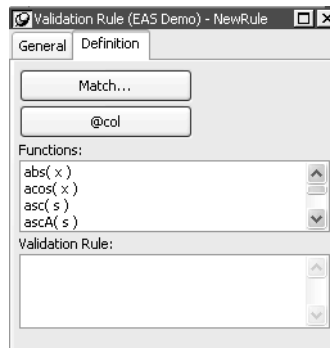 Validation Rule (EAS Demo) - NewRule
General Definition
Match...
@col
Functions:
abs( x )
acos( x )
asc( s )
ascA( s )
Validation Rule: